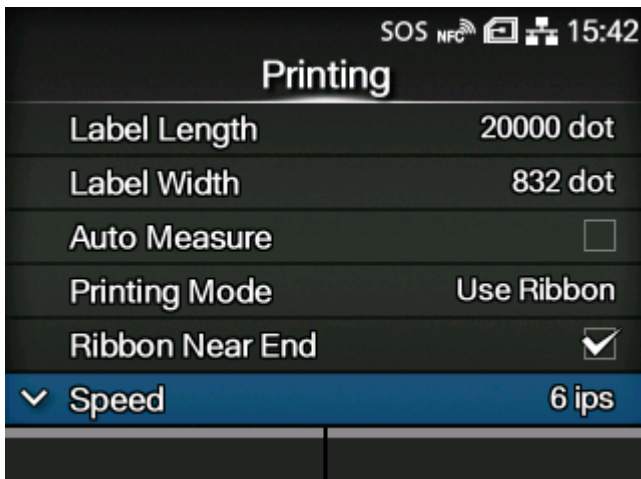 SOS NFC 15:42
Printing
Label Length 20000 dot
Label Width 832 dot
Auto Measure
Printing Mode Use Ribbon
Ribbon Near End
Speed 6 ips